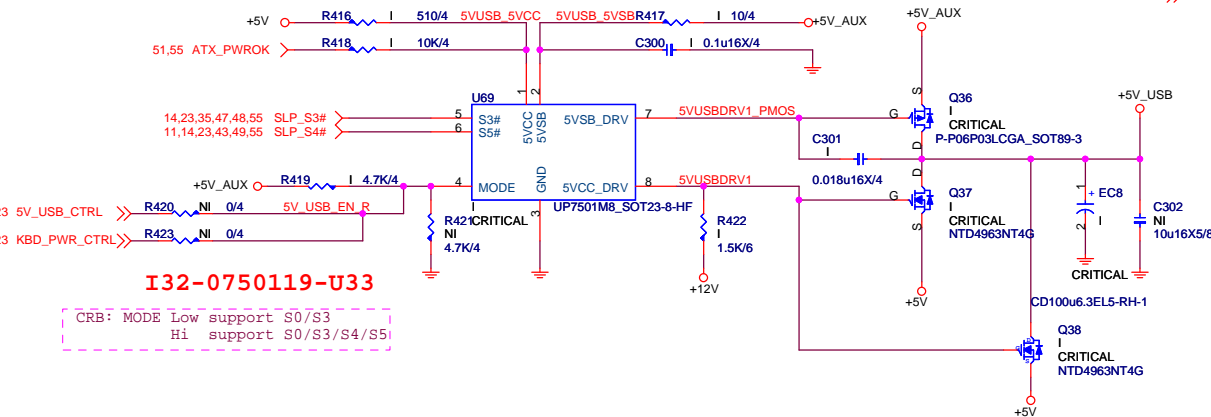 +5V R416 I 510/4 5VUSB_5VCC 5VUSB_5VSB R417 I 10/4 +5V_AUX
+5V_AUX
51,55 ATX_PWROK R418 I 10K/4 C300 I 0.1u16X/4
U69
1 2
14,23,35,47,48,55 SLP_S3# 5 S3# 5VCC 5VSB 5VSB_DRV 7 5VUSBDRV1_PMOS
11,14,23,43,49,55 SLP_S4# 6 S5#
S
G
D
Q36
I
CRITICAL
P-P06P03LCGA_SOT89-3
+5V_USB
C301
I
0.018u16X/4
+5V_AUX R419 I 4.7K/4 4 MODE GND 5VCC_DRV 8 5VUSBDRV1
UP7501M8_SOT23-8-HF
I
CRITICAL
3
23 5V_USB_CTRL R420 NI 0/4 5V_USB_EN_R
23 KBD_PWR_CTRL R423 NI 0/4
R421
NI
4.7K/4
R422
I
1.5K/6
+12V
D
G
S
Q37
I
CRITICAL
NTD4963NT4G
+5V
1
+ EC8
2 I
CRITICAL
CD100u6.3EL5-RH-1
C302
NI
10u16X5/8
I32-0750119-U33
CRB: MODE Low support S0/S3
Hi support S0/S3/S4/S5
Q38
I
CRITICAL
NTD4963NT4G
+5V